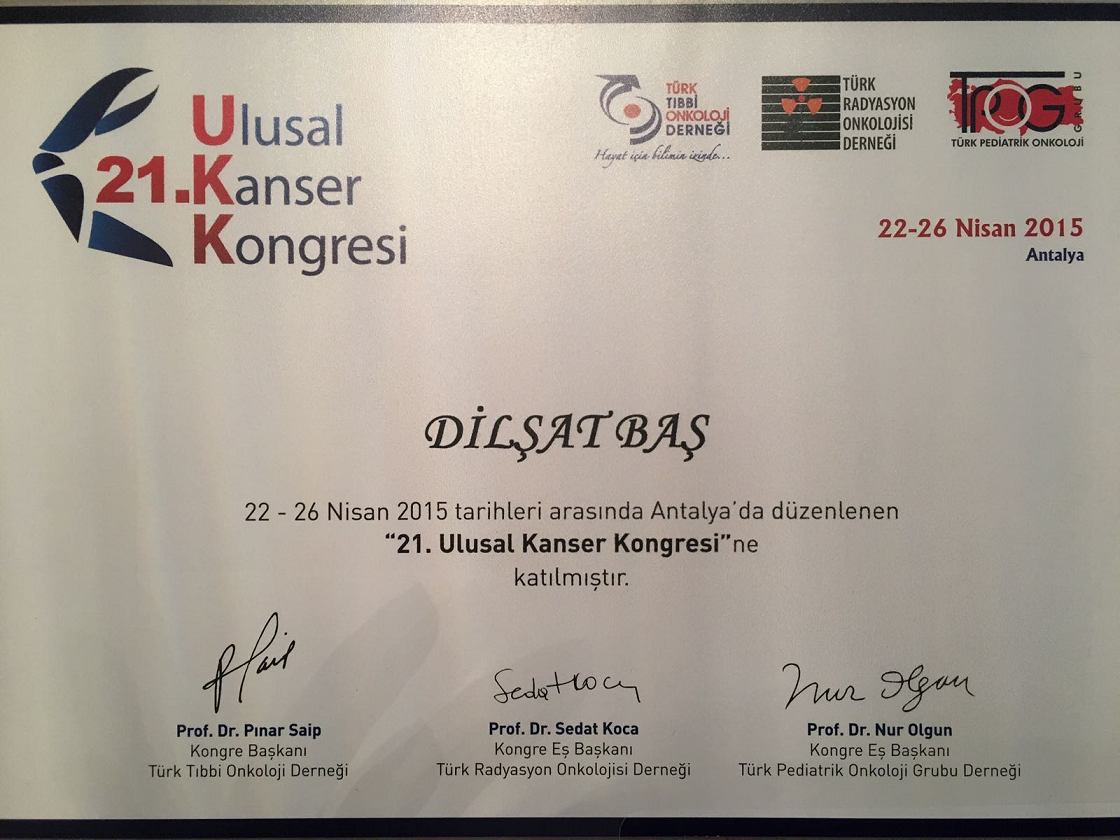 Ulusal
21.Kanser
Kongresi
TÜRK
TIBBİ
ONKOLOJİ
DERNEĞİ
Hayat için bilimin izinde...
TÜRK
RADYASYON
ONKOLOJİSİ
DERNEĞİ
TPOG
GRUBU
TÜRK PEDİATRİK ONKOLOJİ
22-26 Nisan 2015
Antalya
DİLŞAT BAŞ
22 - 26 Nisan 2015 tarihleri arasında Antalya'da düzenlenen
“21. Ulusal Kanser Kongresi”ne
katılmıştır.
Sedat Koca
Nur Olgun
Prof. Dr. Pınar Saip
Kongre Başkanı
Türk Tıbbi Onkoloji Derneği
Prof. Dr. Sedat Koca
Kongre Eş Başkanı
Türk Radyasyon Onkolojisi Derneği
Prof. Dr. Nur Olgun
Kongre Eş Başkanı
Türk Pediatrik Onkoloji Grubu Derneği